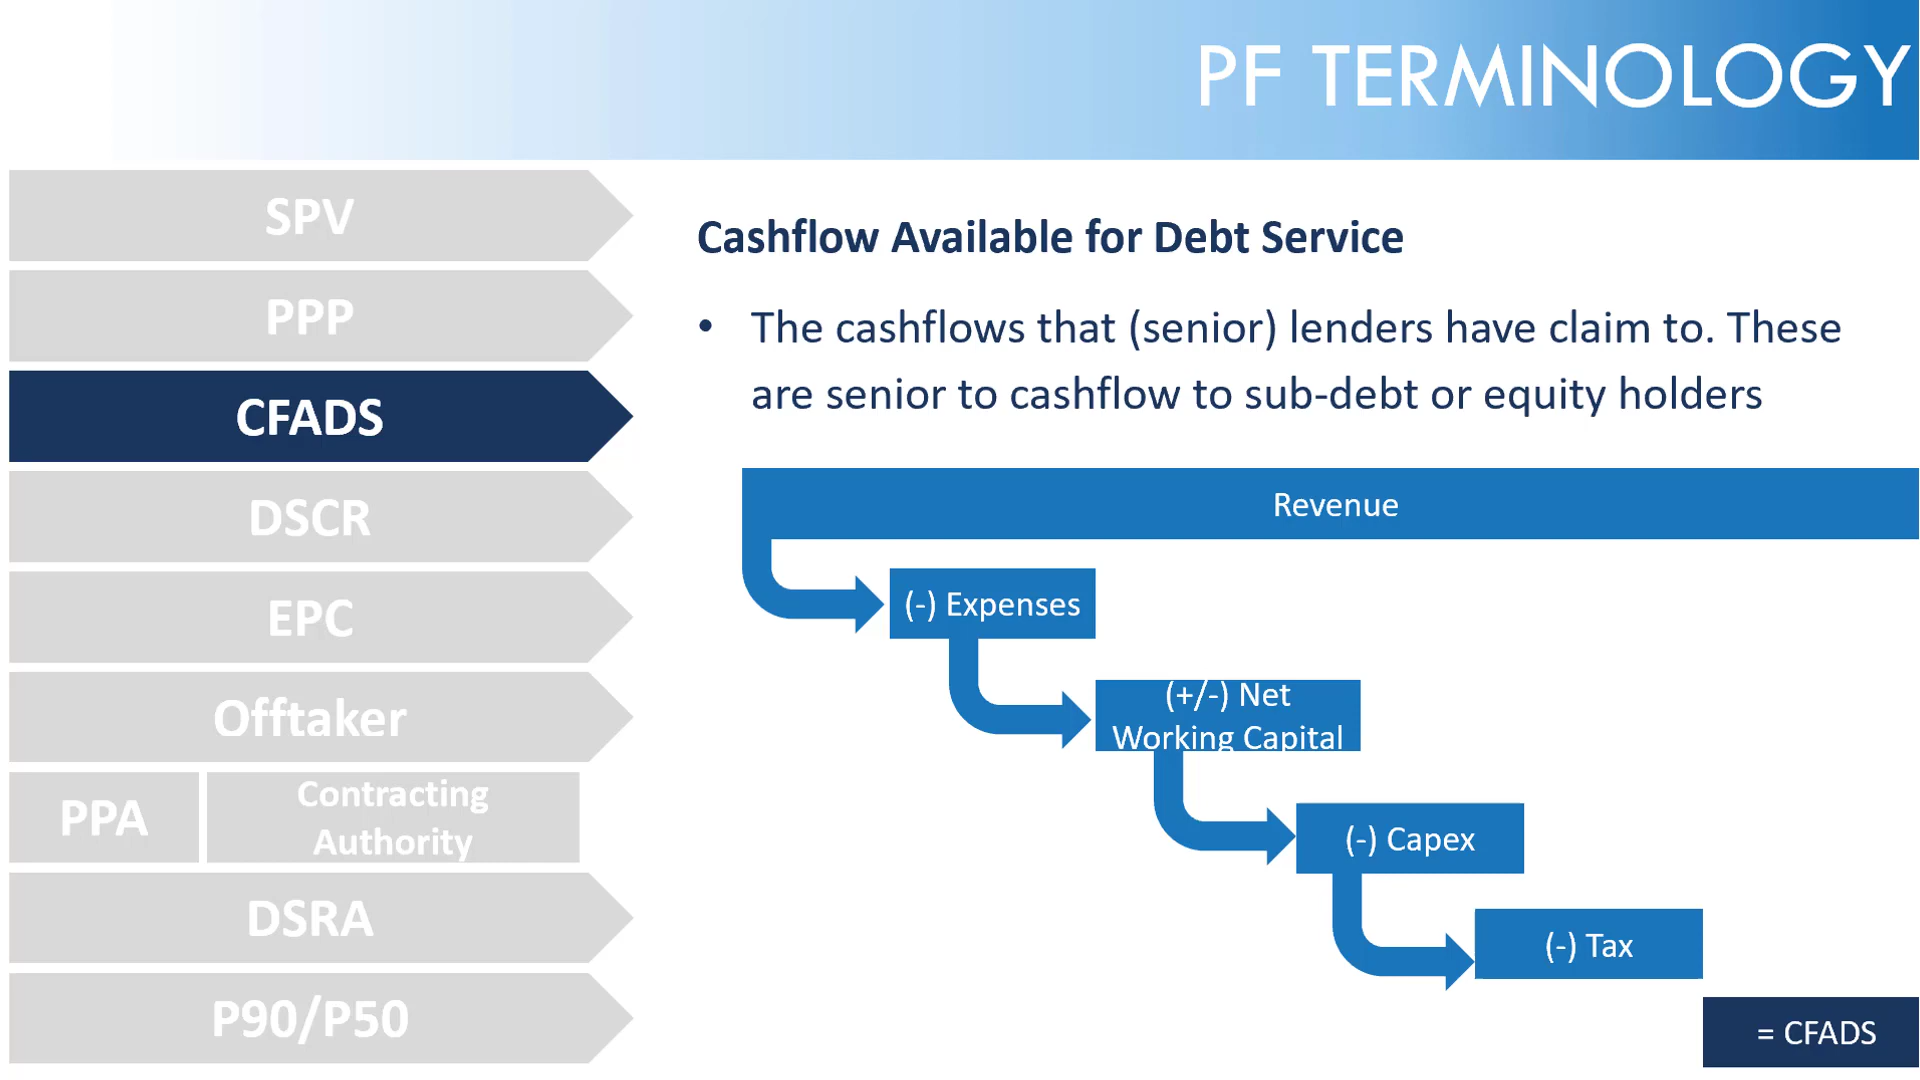 PF TERMINOLOGY
SPV
PPP
CFADS
DSCR
EPC
Offtaker
PPA
Contracting
Authority
DSRA
P90/P50
Cashflow Available for Debt Service
• The cashflows that (senior) lenders have claim to. These
are senior to cashflow to sub-debt or equity holders
Revenue
(-) Expenses
(+/-) Net
Working Capital
(-) Capex
(-) Tax
= CFADS